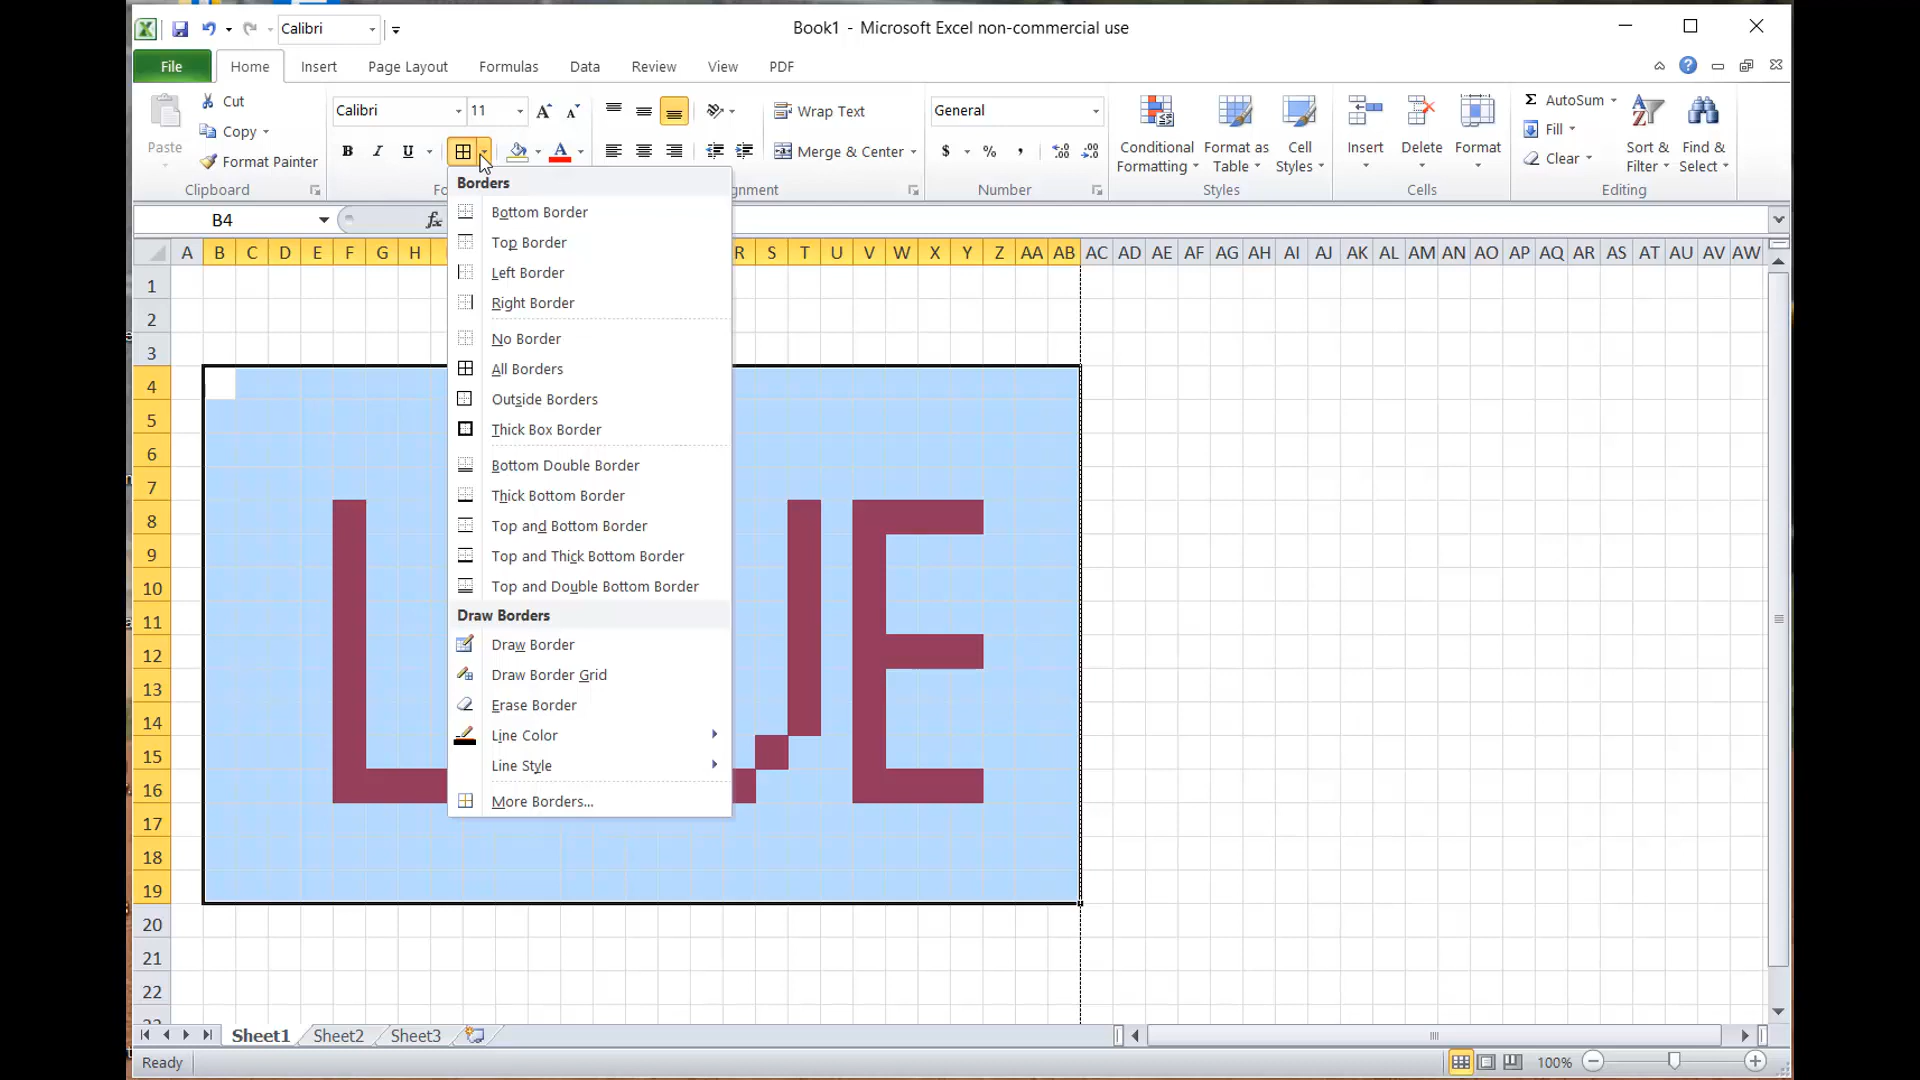 Calibri
Book1 - Microsoft Excel non-commercial use
File Home Insert Page Layout Formulas Data Review View PDF
Paste
Cut
Copy
Format Painter
Clipboard
Calibri 11
B I U A
Wrap Text
Merge & Center
General
$ % ,
Number
Conditional Formatting
Format as Table
Cell Styles
Styles
Insert Delete Format
Cells
Σ AutoSum
Fill
Clear
Sort & Filter
Find & Select
Editing
B4 fx
A B C D E F G H R S T U V W X Y Z AA AB AC AD AE AF AG AH AI AJ AK AL AM AN AO AP AQ AR AS AT AU AV AW
1
2
3
4
5
6
7
8
9
10
11
12
13
14
15
16
17
18
19
20
21
22
Borders
Bottom Border
Top Border
Left Border
Right Border
No Border
All Borders
Outside Borders
Thick Box Border
Bottom Double Border
Thick Bottom Border
Top and Bottom Border
Top and Thick Bottom Border
Top and Double Bottom Border
Draw Borders
Draw Border
Draw Border Grid
Erase Border
Line Color
Line Style
More Borders...
L E
Sheet1 Sheet2 Sheet3
Ready 100%